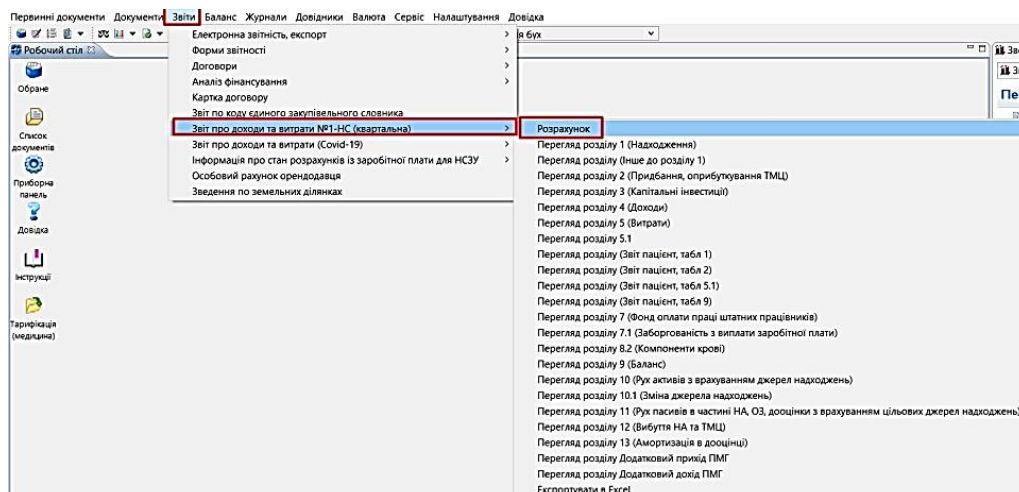 Первинні документи Документи Звіти Баланс Журнали Довідники Валюта Сервіс Налаштування Довідка
я бух
Робочий стіл
Обране
Список документів
Приборна панель
Довідка
Інструкції
Тарифікація (медицина)
Електронна звітність, експорт
Форми звітності
Договори
Аналіз фінансування
Картка договору
Звіт по коду єдиного закупівельного словника
Звіт про доходи та витрати №1-НС (квартальна)
Звіт про доходи та витрати (Covid-19)
Інформація про стан розрахунків із заробітної плати для НСЗУ
Особовий рахунок орендодавця
Зведення по земельних ділянках
Розрахунок
Перегляд розділу 1 (Надходження)
Перегляд розділу (Інше до розділу 1)
Перегляд розділу 2 (Придбання, оприбуткування ТМЦ)
Перегляд розділу 3 (Капітальні інвестиції)
Перегляд розділу 4 (Доходи)
Перегляд розділу 5 (Витрати)
Перегляд розділу 5.1
Перегляд розділу (Звіт пацієнт, табл 1)
Перегляд розділу (Звіт пацієнт, табл 2)
Перегляд розділу (Звіт пацієнт, табл 5.1)
Перегляд розділу (Звіт пацієнт, табл 9)
Перегляд розділу 7 (Фонд оплати праці штатних працівників)
Перегляд розділу 7.1 (Заборгованість з виплати заробітної плати)
Перегляд розділу 8.2 (Компоненти крові)
Перегляд розділу 9 (Баланс)
Перегляд розділу 10 (Рух активів з врахуванням джерел надходжень)
Перегляд розділу 10.1 (Зміна джерела надходжень)
Перегляд розділу 11 (Рух пасивів в частині НА, ОЗ, дооцінки з врахуванням цільових джерел надходжень)
Перегляд розділу 12 (Вибуття НА та ТМЦ)
Перегляд розділу 13 (Амортизація в дооцінці)
Перегляд розділу Додатковий прихід ПМГ
Перегляд розділу Додатковий дохід ПМГ
Експортувати в Excel
Зв
З
Пе